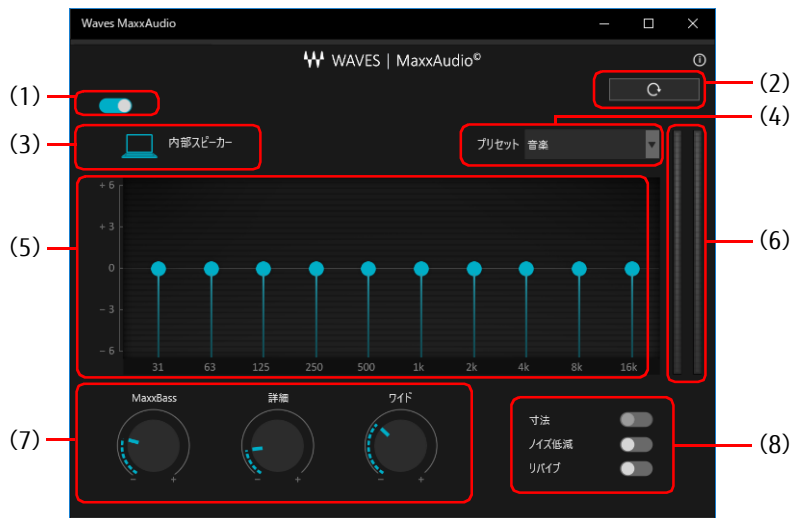 Waves MaxxAudio
WAVES | MaxxAudio©
(1)
(2)
(3)
内部スピーカー
(4)
プリセット 音楽
(5)
+ 6
+ 3
0
- 3
- 6
31 63 125 250 500 1k 2k 4k 8k 16k
(6)
(7)
MaxxBass 詳細 ワイド
- + - + - +
(8)
寸法
ノイズ低減
リバイブ